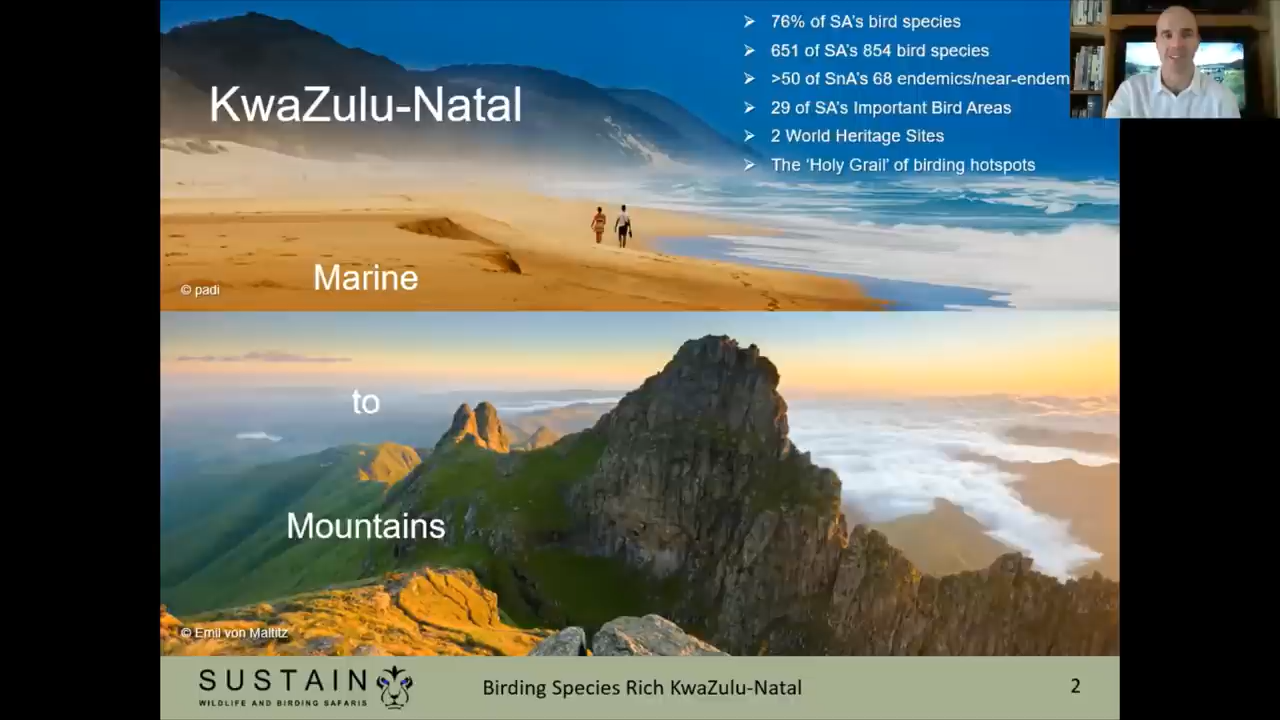 KwaZulu-Natal
➢ 76% of SA's bird species
➢ 651 of SA's 854 bird species
➢ >50 of SnA's 68 endemics/near-endem
➢ 29 of SA's Important Bird Areas
➢ 2 World Heritage Sites
➢ The 'Holy Grail' of birding hotspots
Marine
© padi
to
Mountains
© Emil von Maltitz
SUSTAIN
WILDLIFE AND BIRDING SAFARIS
Birding Species Rich KwaZulu-Natal
2